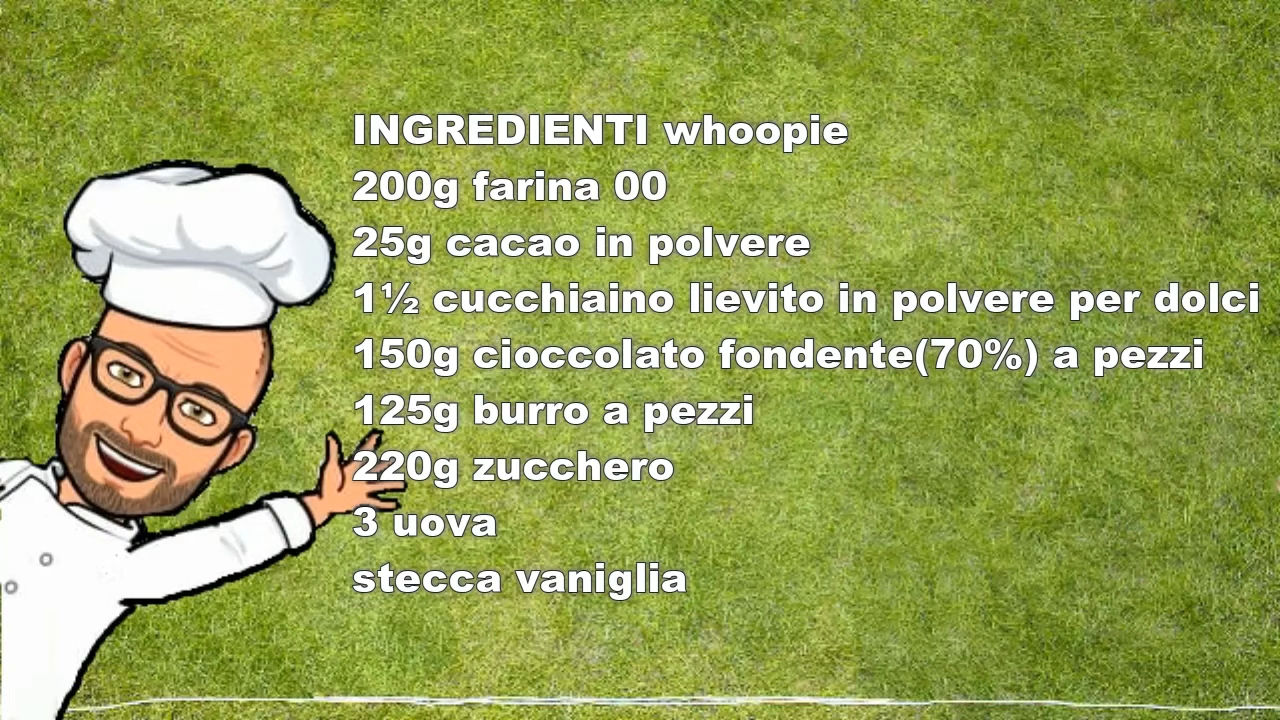 INGREDIENTI whoopie
200g farina 00
25g cacao in polvere
1½ cucchiaino lievito in polvere per dolci
150g cioccolato fondente(70%) a pezzi
125g burro a pezzi
220g zucchero
3 uova
stecca vaniglia